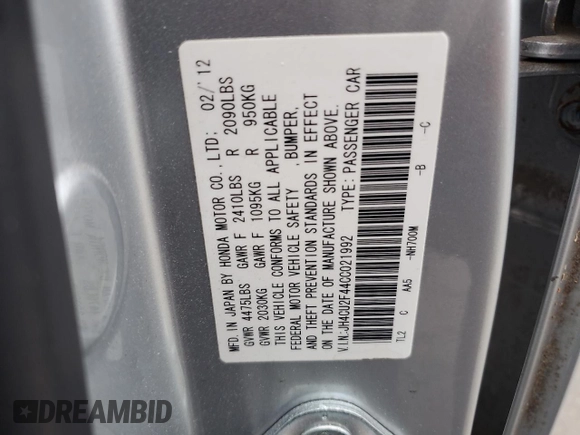 MFD. IN JAPAN BY HONDA MOTOR CO., LTD: 02/'12
GVWR 4475LBS GAWR F 2410LBS R 2090LBS
GVWR 2030KG GAWR F 1095KG R 950KG
THIS VEHICLE CONFORMS TO ALL APPLICABLE
FEDERAL MOTOR VEHICLE SAFETY , BUMPER,
AND THEFT PREVENTION STANDARDS IN EFFECT
ON THE DATE OF MANUFACTURE SHOWN ABOVE.
V.I.N.:JH4CU2F44CC021992 TYPE: PASSENGER CAR
TL2 C AA5 -NH700M -B -C
DREAMBID